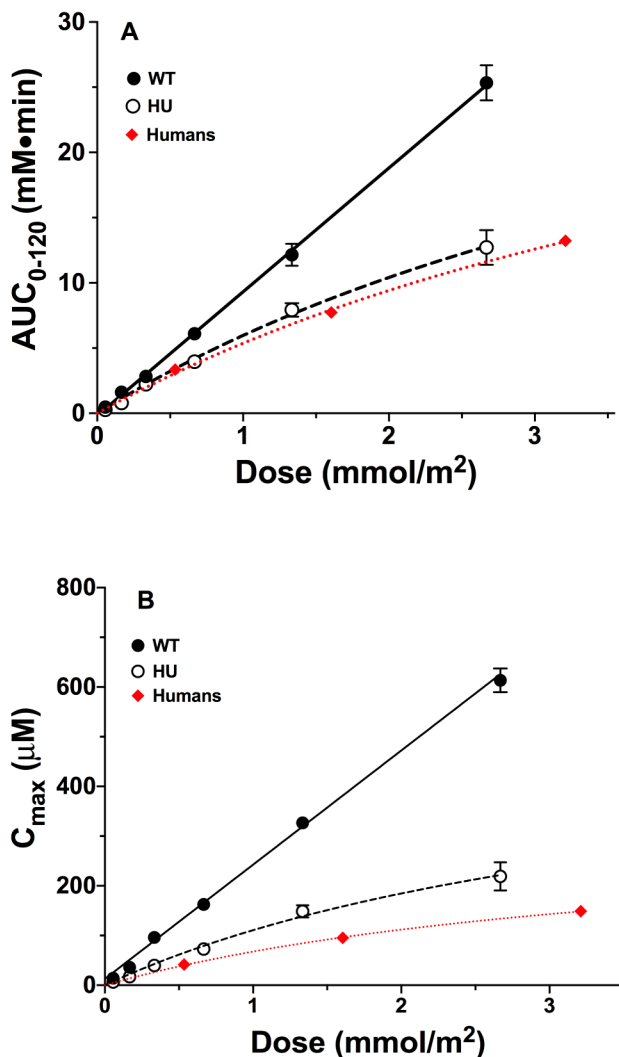 A
WT
HU
Humans
30
20
10
0
AUC0-120 (mM•min)
0 1 2 3
Dose (mmol/m²)
B
WT
HU
Humans
800
600
400
200
0
Cmax (μM)
0 1 2 3
Dose (mmol/m²)